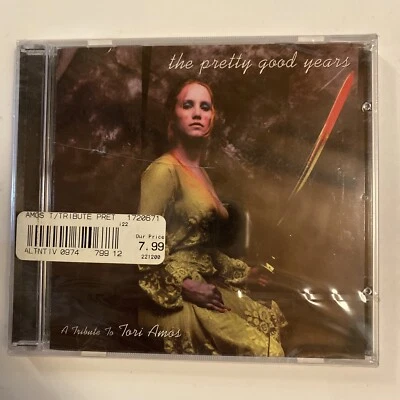 the pretty good years
AMOS T/TRIBUTE PRET 1720671
i22
Our Price
7.99
ALTNTIV 0974 799 12
221200
A Tribute To Tori Amos